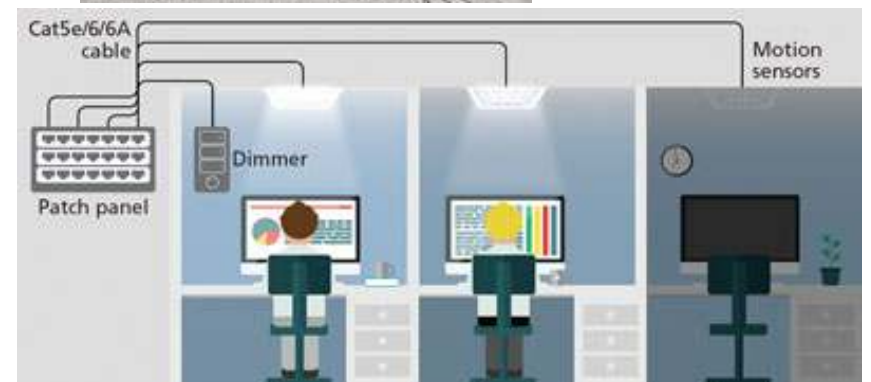 Cat5e/6/6A
cable
Motion
sensors
Dimmer
Patch panel